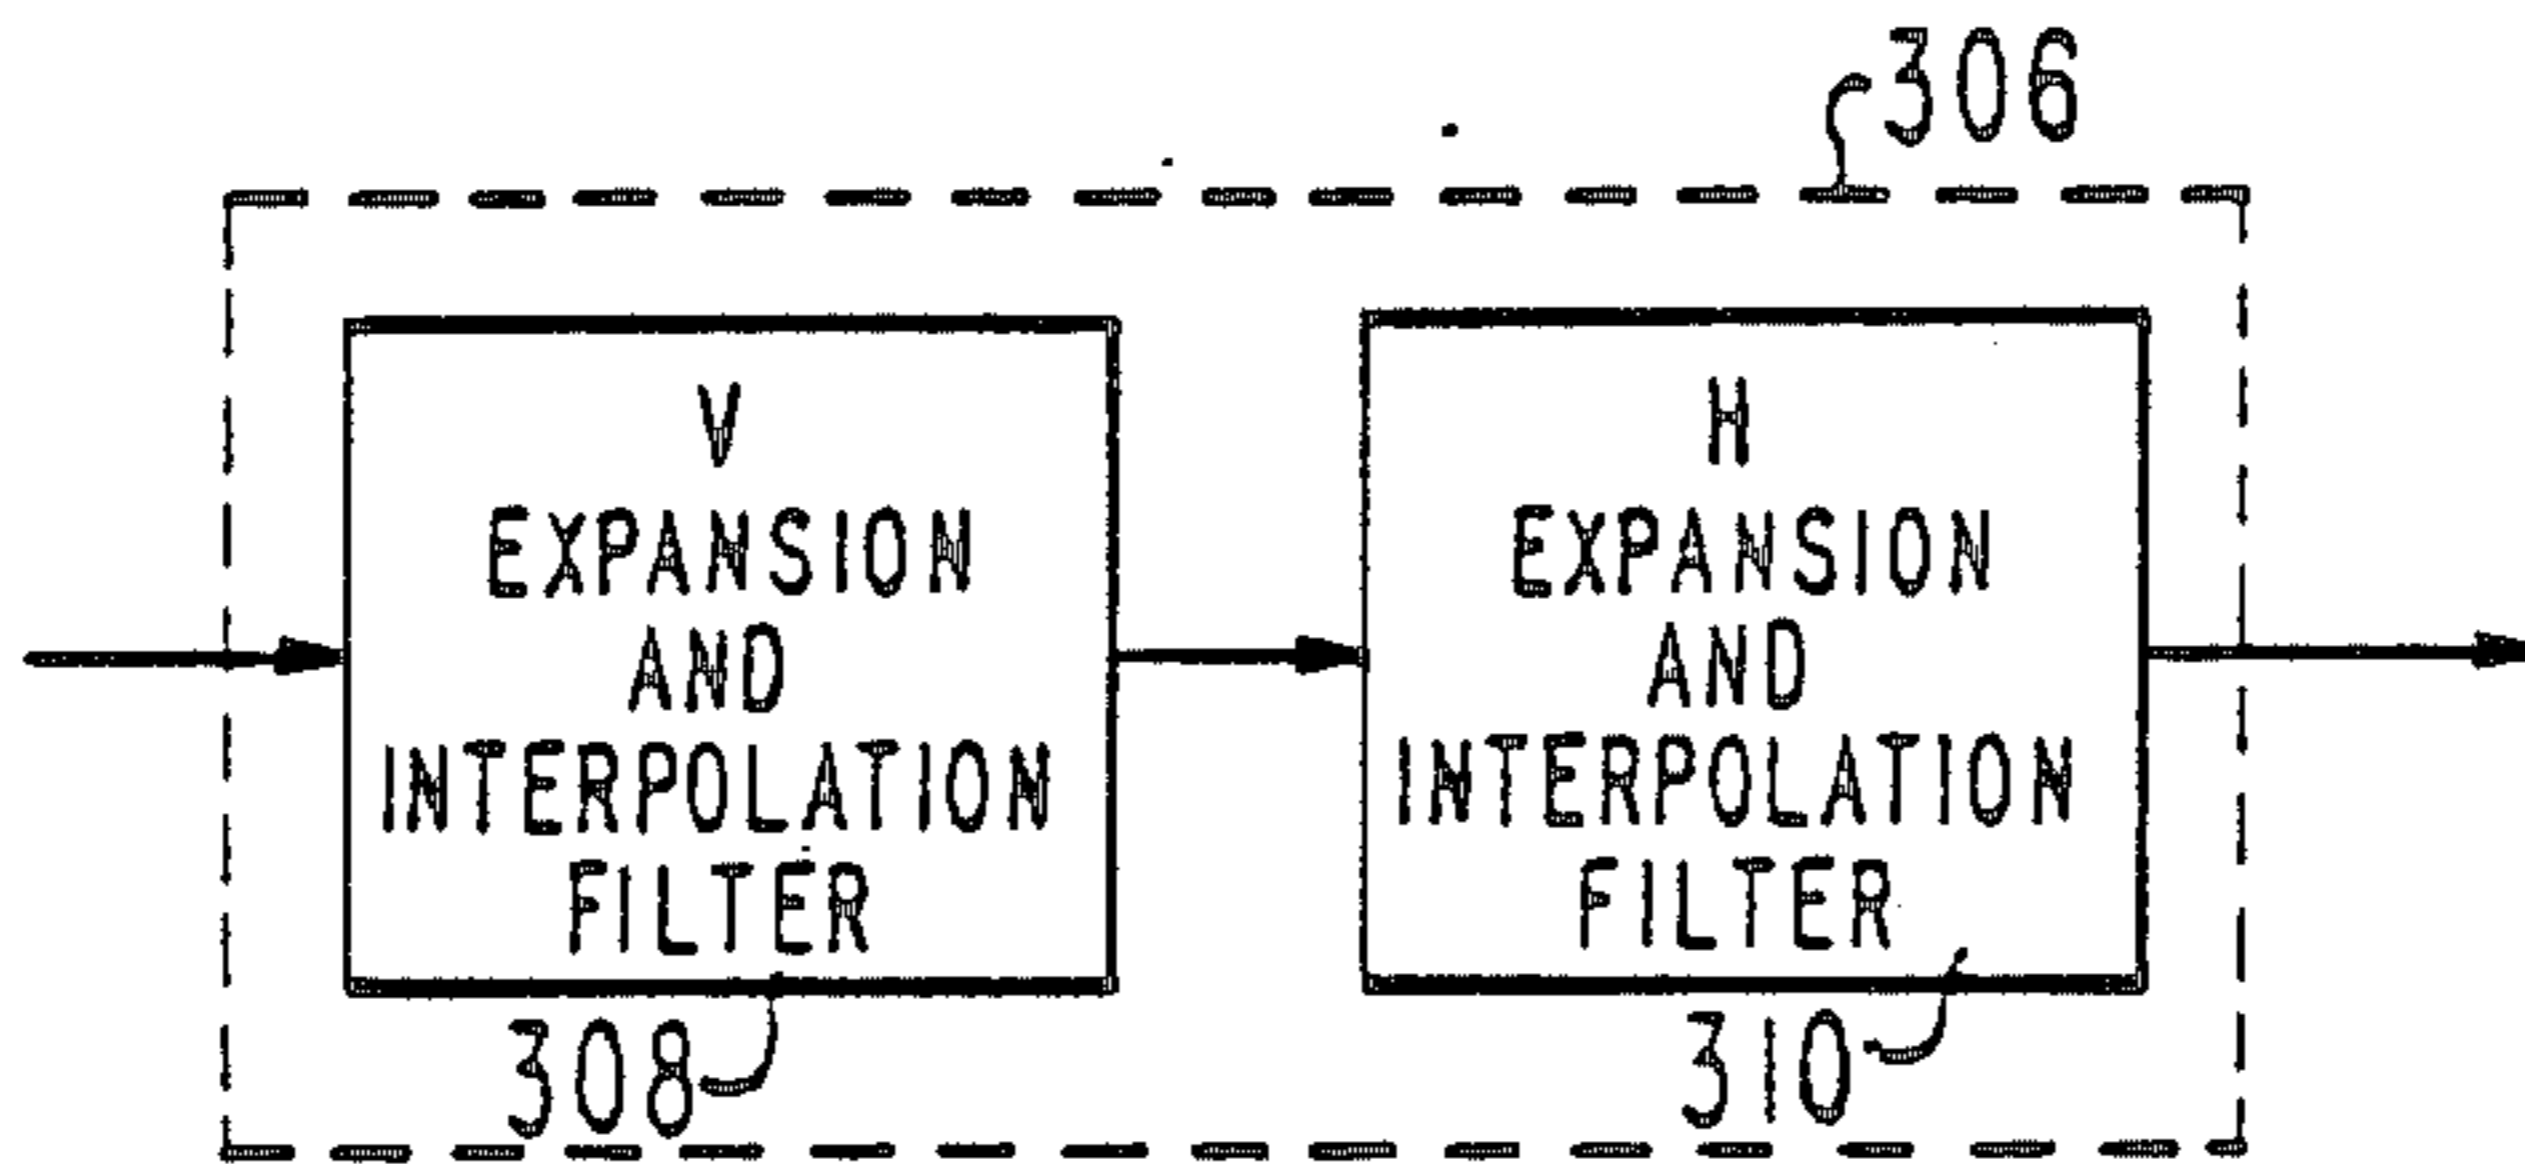 306
V
EXPANSION
AND
INTERPOLATION
FILTER
308
H
EXPANSION
AND
INTERPOLATION
FILTER
310